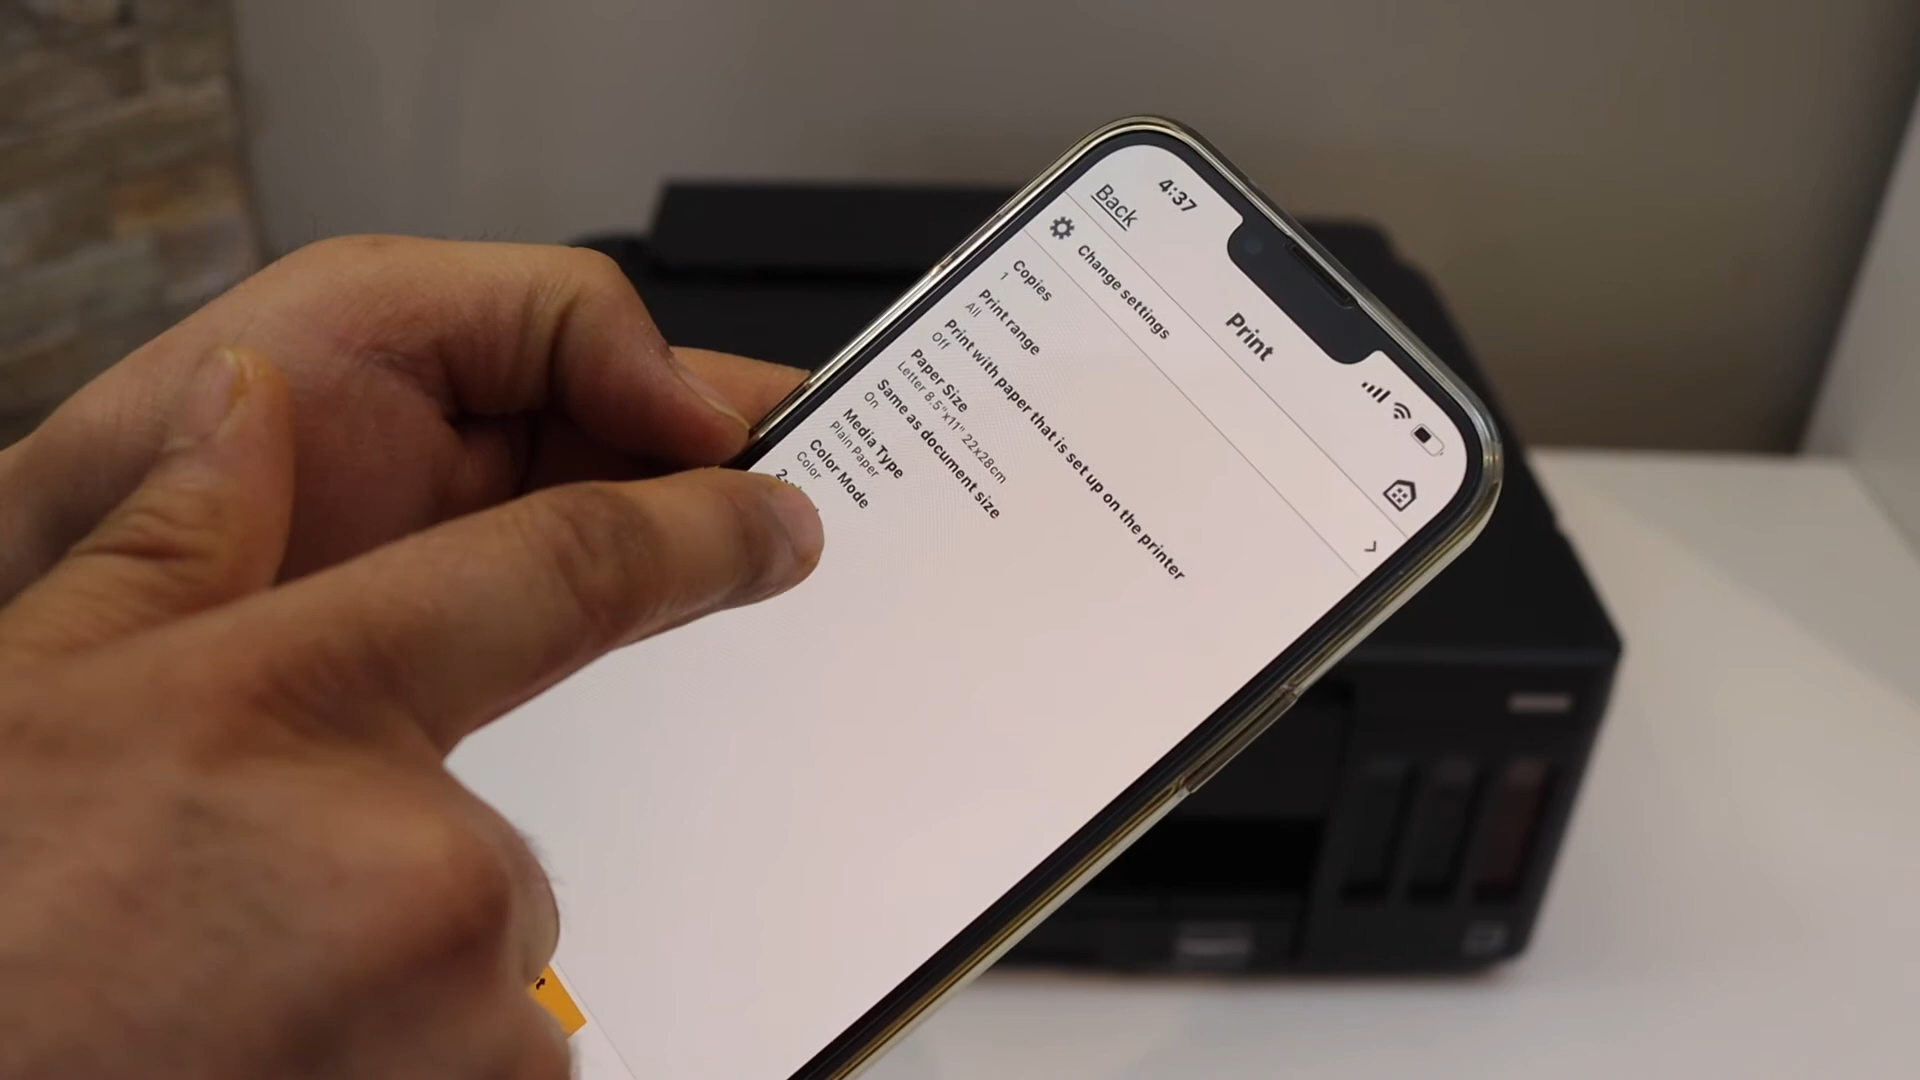 4:37
Back
Print
Change settings
Copies
1
Print range
All
Print with paper that is set up on the printer
Off
Paper Size
Letter 8.5"x11" 22x28cm
Same as document size
On
Media Type
Plain Paper
Color Mode
Color